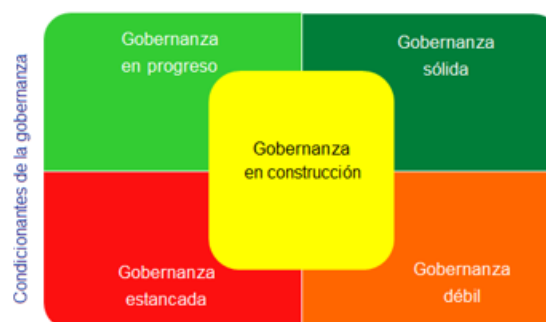 Condicionantes de la gobernanza
Gobernanza
en progreso
Gobernanza
sólida
Gobernanza
en construcción
Gobernanza
estancada
Gobernanza
débil